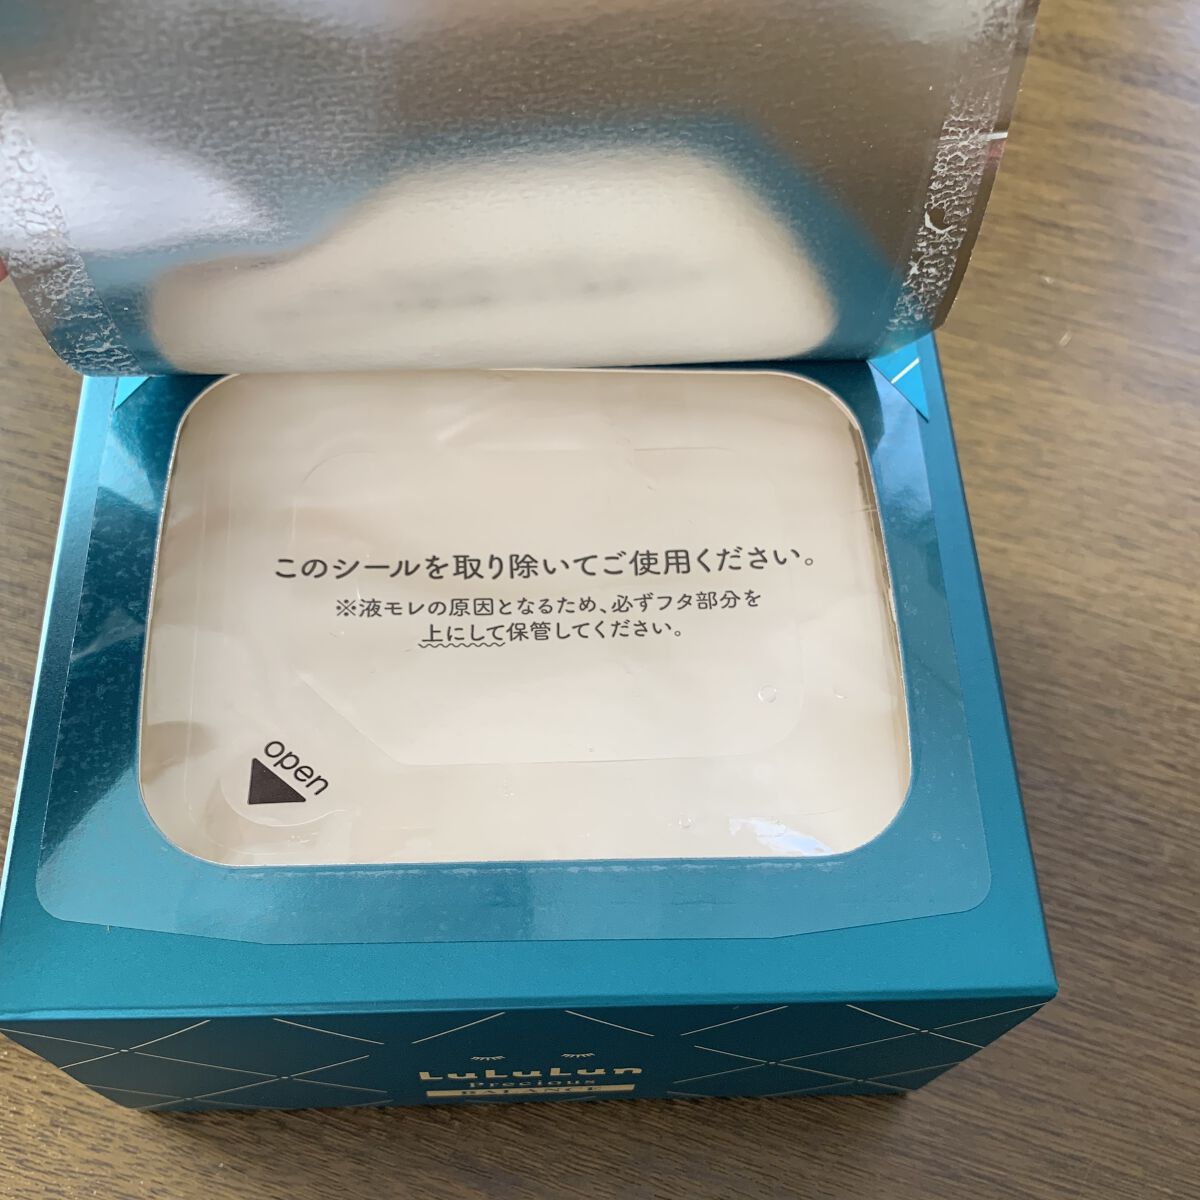 このシールを取り除いてご使用ください。
※液モレの原因となるため、必ずフタ部分を
上にして保管してください。
open
LuLuLun
Precious
BALANCE